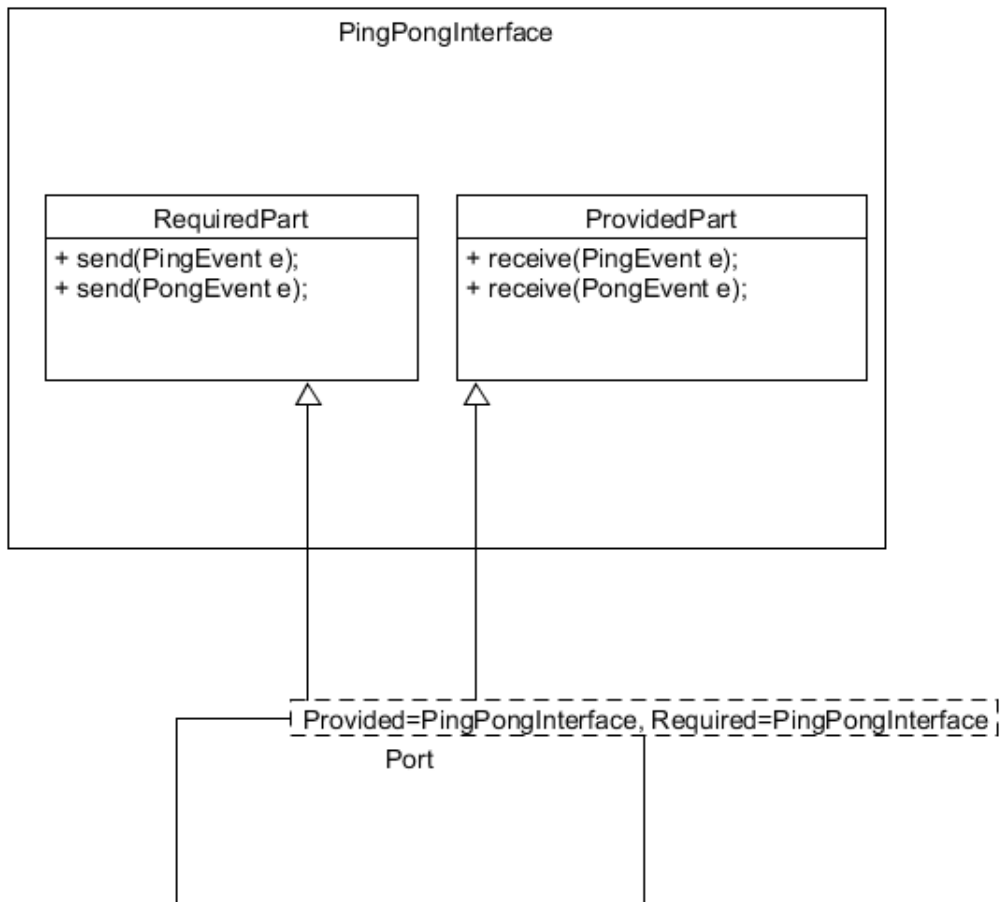 PingPongInterface
RequiredPart
+ send(PingEvent e);
+ send(PongEvent e);
ProvidedPart
+ receive(PingEvent e);
+ receive(PongEvent e);
Provided=PingPongInterface, Required=PingPongInterface
Port